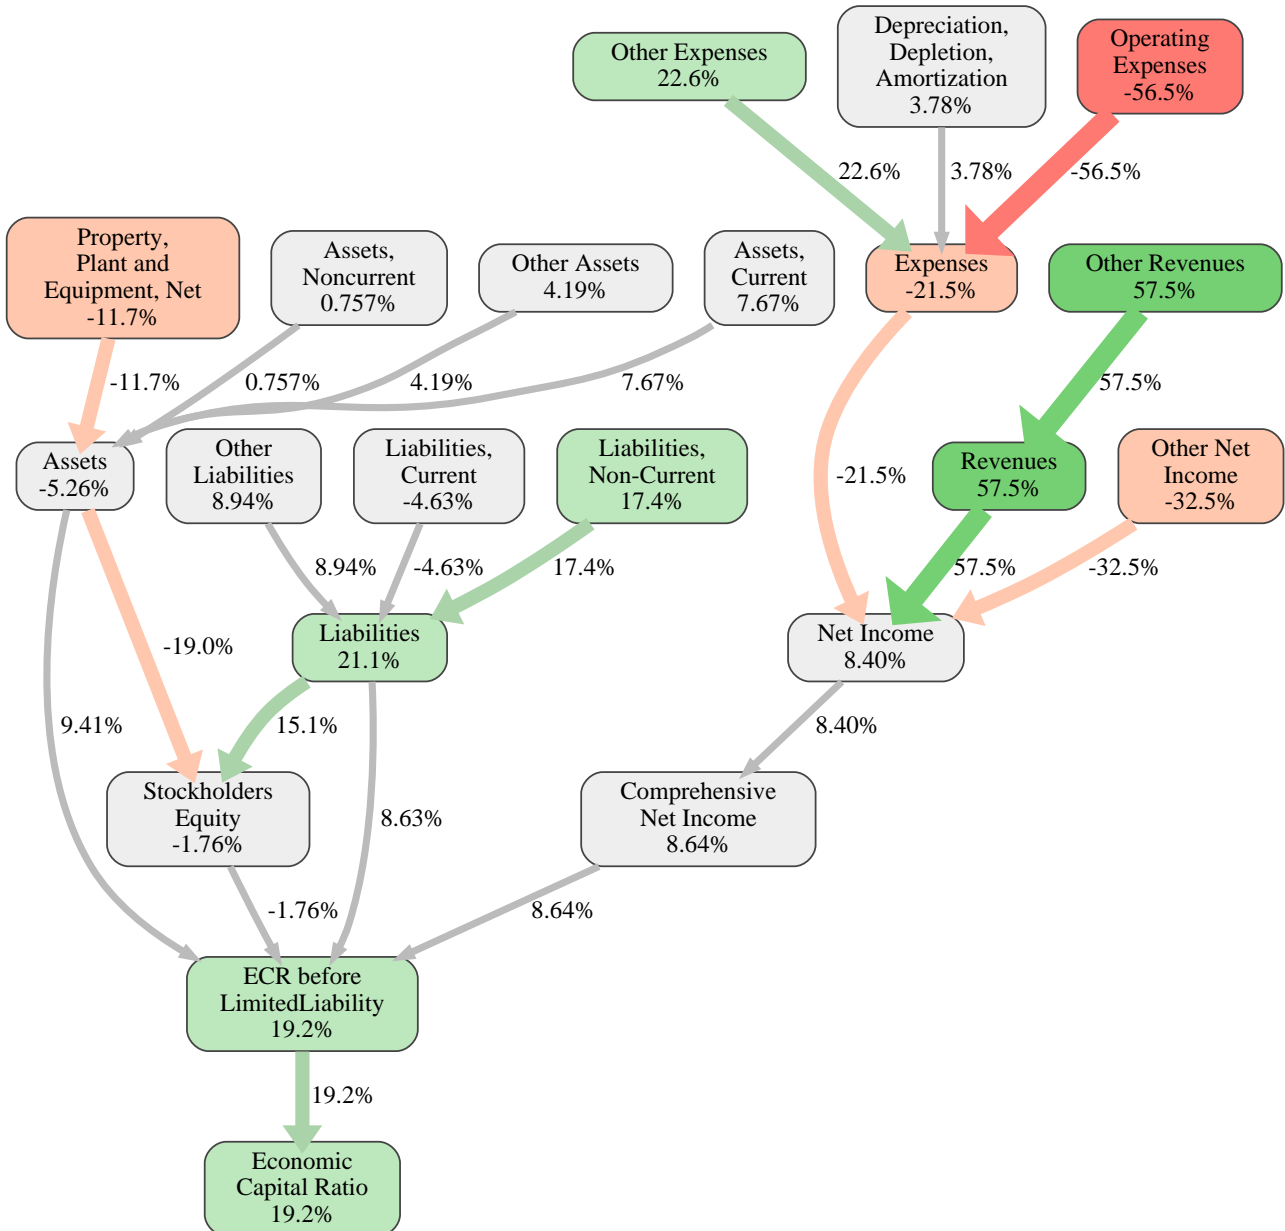 Other Expenses
22.6%
Depreciation,
Depletion,
Amortization
3.78%
Operating
Expenses
-56.5%
22.6%
3.78%
-56.5%
Property,
Plant and
Equipment, Net
-11.7%
Assets,
Noncurrent
0.757%
Other Assets
4.19%
Assets,
Current
7.67%
Expenses
-21.5%
Other Revenues
57.5%
-11.7%
0.757%
4.19%
7.67%
57.5%
Assets
-5.26%
Other
Liabilities
8.94%
Liabilities,
Current
-4.63%
Liabilities,
Non-Current
17.4%
-21.5%
Revenues
57.5%
Other Net
Income
-32.5%
8.94%
-4.63%
17.4%
57.5%
-32.5%
-19.0%
Liabilities
21.1%
Net Income
8.40%
9.41%
15.1%
8.40%
Stockholders
Equity
-1.76%
8.63%
Comprehensive
Net Income
8.64%
-1.76%
8.64%
ECR before
LimitedLiability
19.2%
19.2%
Economic
Capital Ratio
19.2%